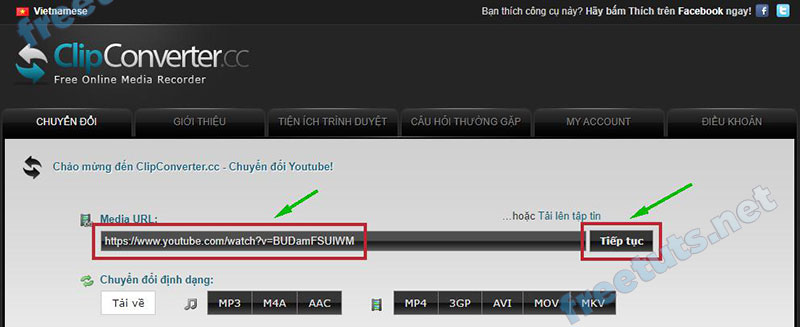 Vietnamese
Bạn thích công cụ này? Hãy bấm Thích trên Facebook ngay!
ClipConverter.cc
Free Online Media Recorder
CHUYỂN ĐỔI GIỚI THIỆU TIỆN ÍCH TRÌNH DUYỆT CÂU HỎI THƯỜNG GẶP MY ACCOUNT ĐIỀU KHOẢN
Chào mừng đến ClipConverter.cc - Chuyển đổi Youtube!
Media URL: ...hoặc Tải lên tập tin
https://www.youtube.com/watch?v=BUDamFSUIWM Tiếp tục
Chuyển đổi định dạng:
Tải về MP3 M4A AAC MP4 3GP AVI MOV MKV
freetuts.net
freetuts.net